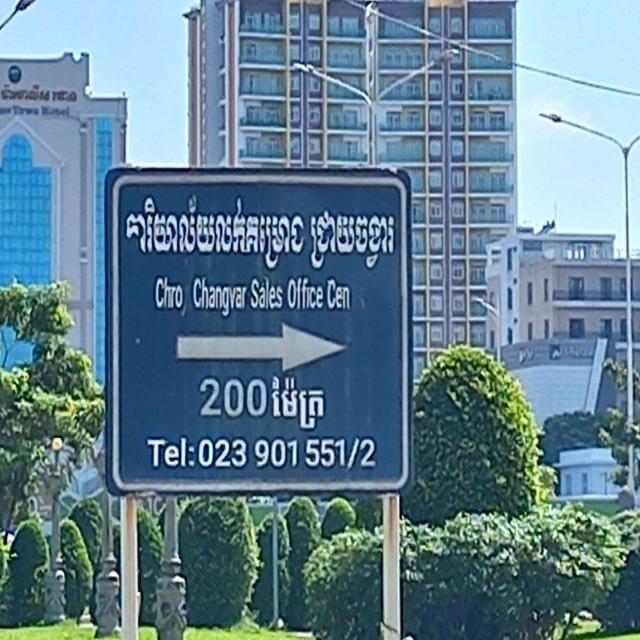 ការិយាល័យលក់គម្រោង ជ្រោយចង្វារ
Chro Changvar Sales Office Cen
200 ម៉ែត្រ
Tel:023 901 551/2